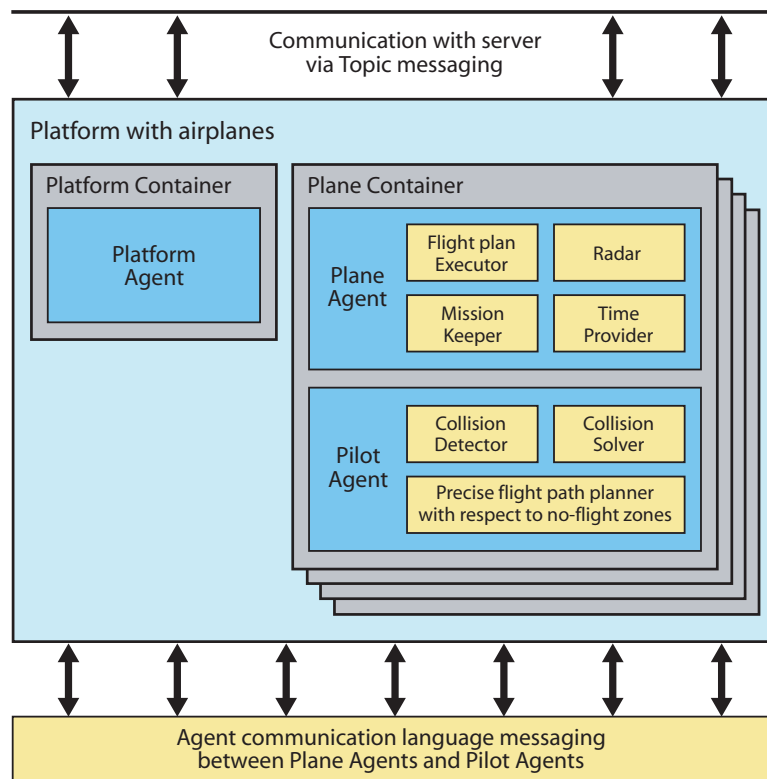 Communication with server
via Topic messaging
Platform with airplanes
Platform Container
Platform
Agent
Plane Container
Plane
Agent
Flight plan
Executor
Radar
Mission
Keeper
Time
Provider
Pilot
Agent
Collision
Detector
Collision
Solver
Precise flight path planner
with respect to no-flight zones
Agent communication language messaging
between Plane Agents and Pilot Agents